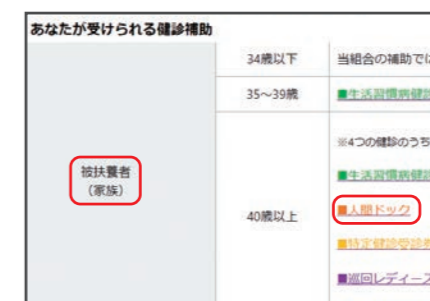 あなたが受けられる健診補助
34歳以下
当組合の補助では
35～39歳
■生活習慣病健診
※4つの健診のうち
被扶養者
（家族）
■生活習慣病健診
40歳以上
■人間ドック
■特定健診受診券
■巡回レディース